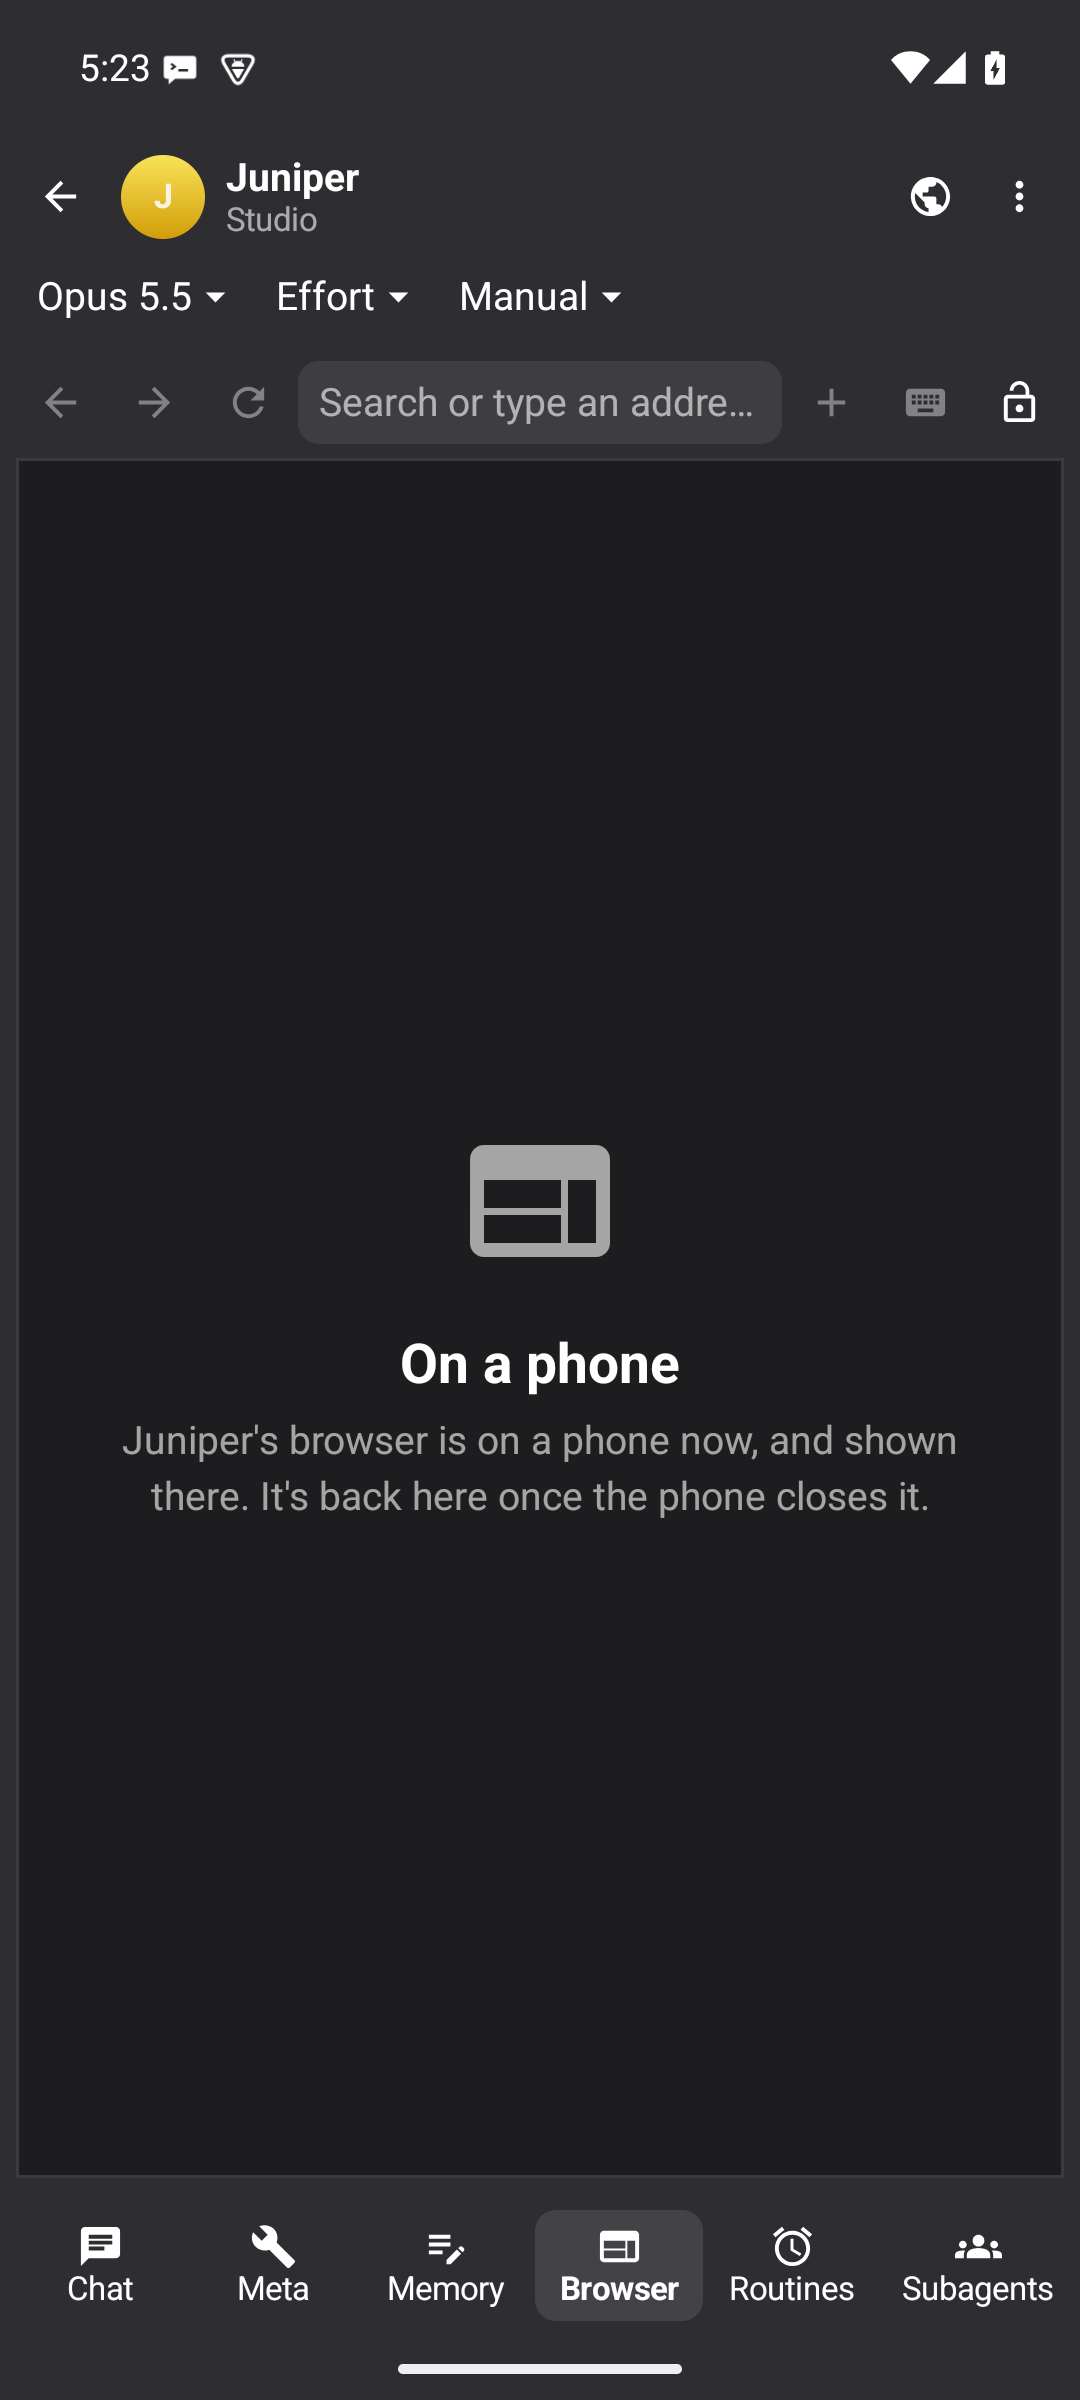 5:23
J
Juniper
Studio
Opus 5.5
Effort
Manual
Search or type an addre...
On a phone
Juniper's browser is on a phone now, and shown
there. It's back here once the phone closes it.
Chat
Meta
Memory
Browser
Routines
Subagents